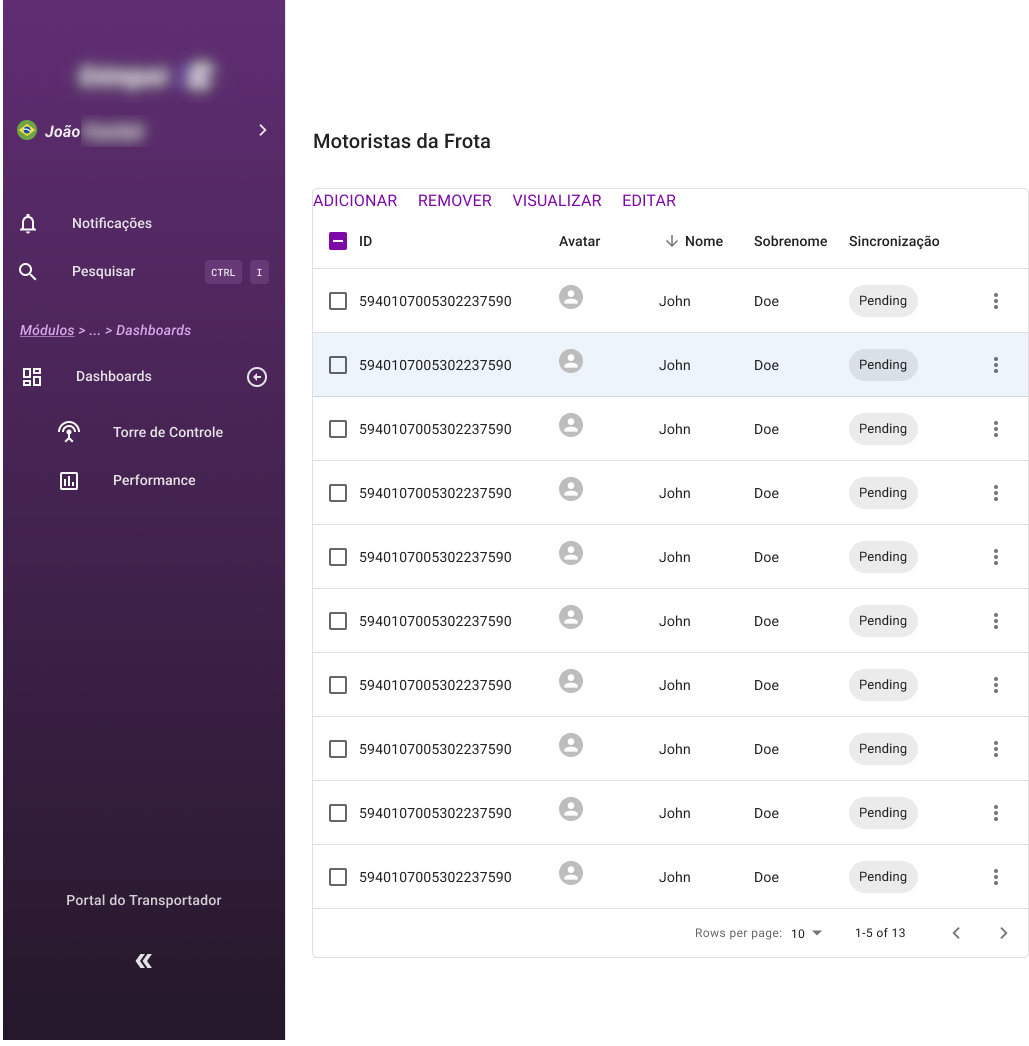 João
Notificações
Pesquisar CTRL I
Módulos > ... > Dashboards
Dashboards
Torre de Controle
Performance
Portal do Transportador
Motoristas da Frota
ADICIONAR REMOVER VISUALIZAR EDITAR
ID Avatar Nome Sobrenome Sincronização
5940107005302237590 John Doe Pending
5940107005302237590 John Doe Pending
5940107005302237590 John Doe Pending
5940107005302237590 John Doe Pending
5940107005302237590 John Doe Pending
5940107005302237590 John Doe Pending
5940107005302237590 John Doe Pending
5940107005302237590 John Doe Pending
5940107005302237590 John Doe Pending
5940107005302237590 John Doe Pending
Rows per page: 10 1-5 of 13